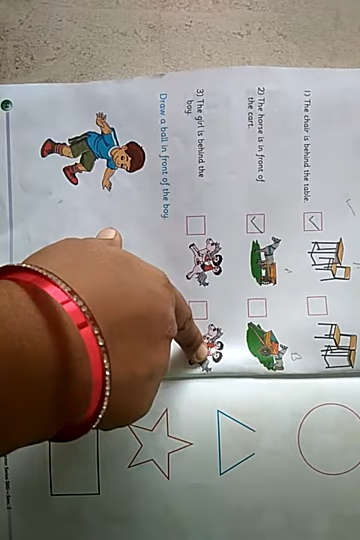 1) The chair is behind the table.
2) The horse is in front of
the cart.
3) The girl is behind the
boy.
Draw a ball in front of the boy.